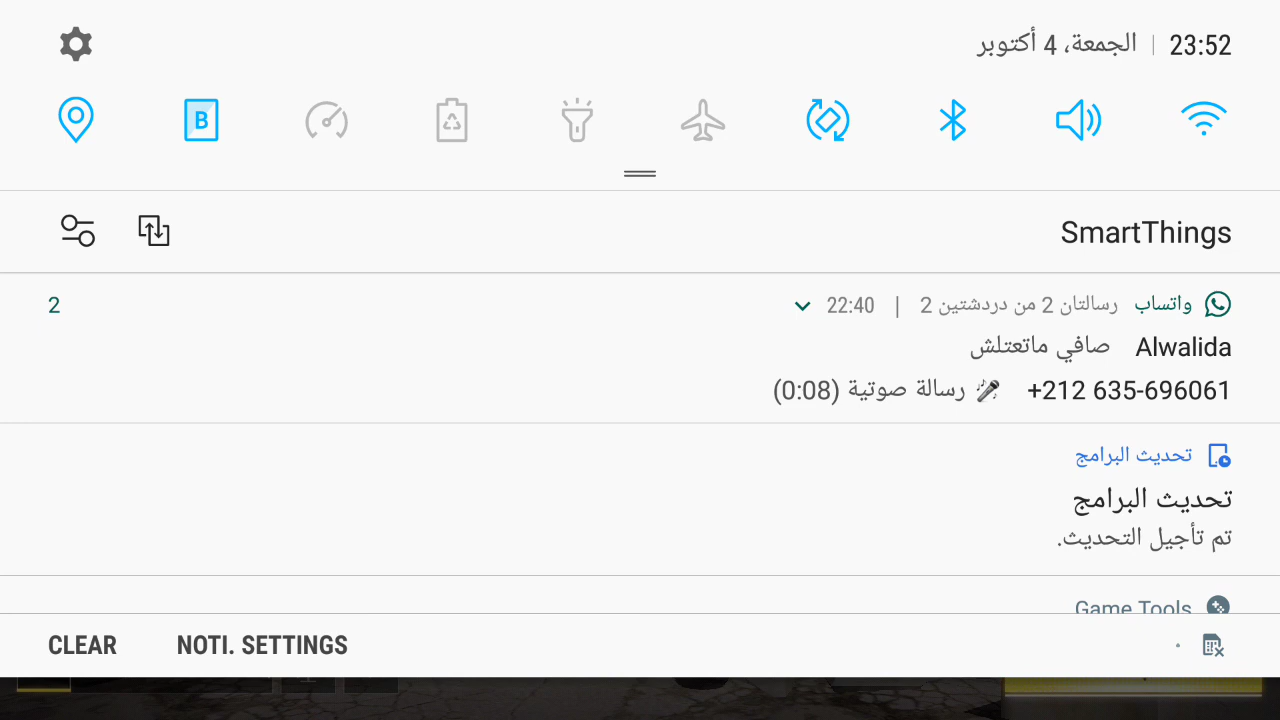 23:52 | الجمعة، 4 أكتوبر
B
SmartThings
واتساب رسالتان 2 من دردشتين 2 | 22:40 2
Alwalida صافي ماتعتلش
+212 635-696061 🎤 رسالة صوتية (0:08)
تحديث البرامج
تحديث البرامج
تم تأجيل التحديث.
Game Tools
CLEAR NOTI. SETTINGS